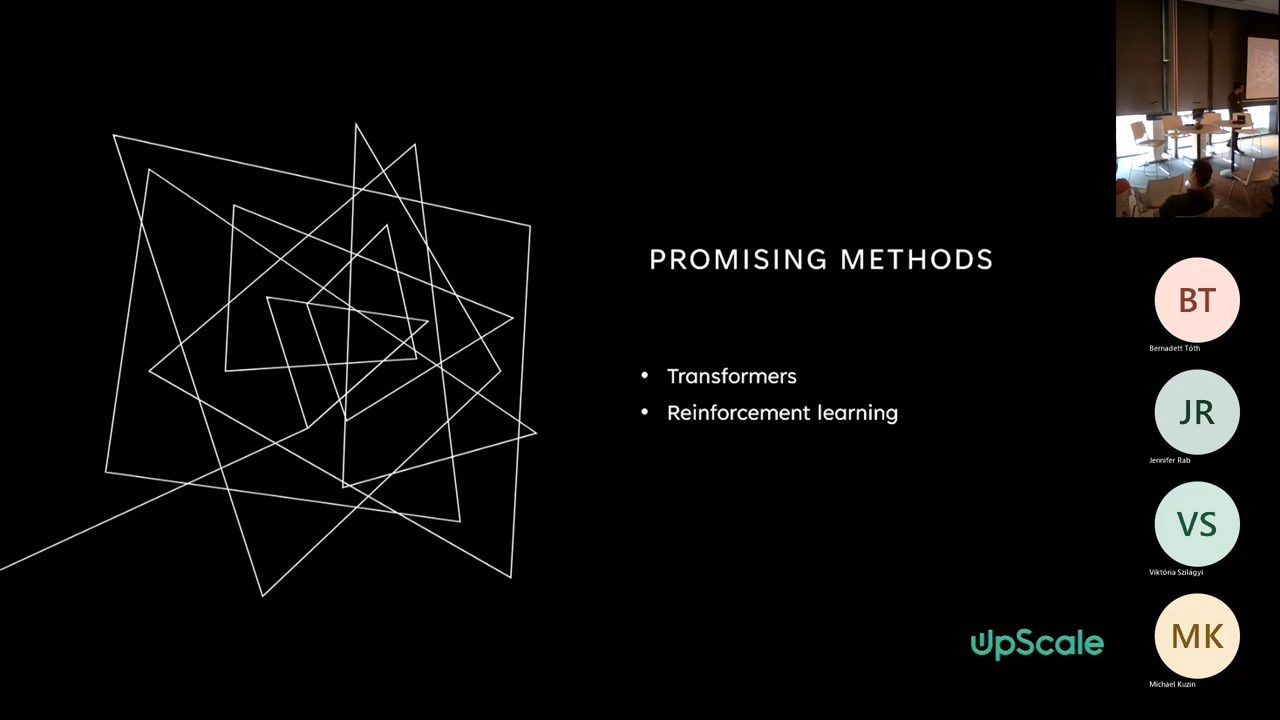 PROMISING METHODS
• Transformers
• Reinforcement learning
UpScale
BT
Bernadett Tóth
JR
Jennifer Rab
VS
Viktória Szilágyi
MK
Michael Kuzin